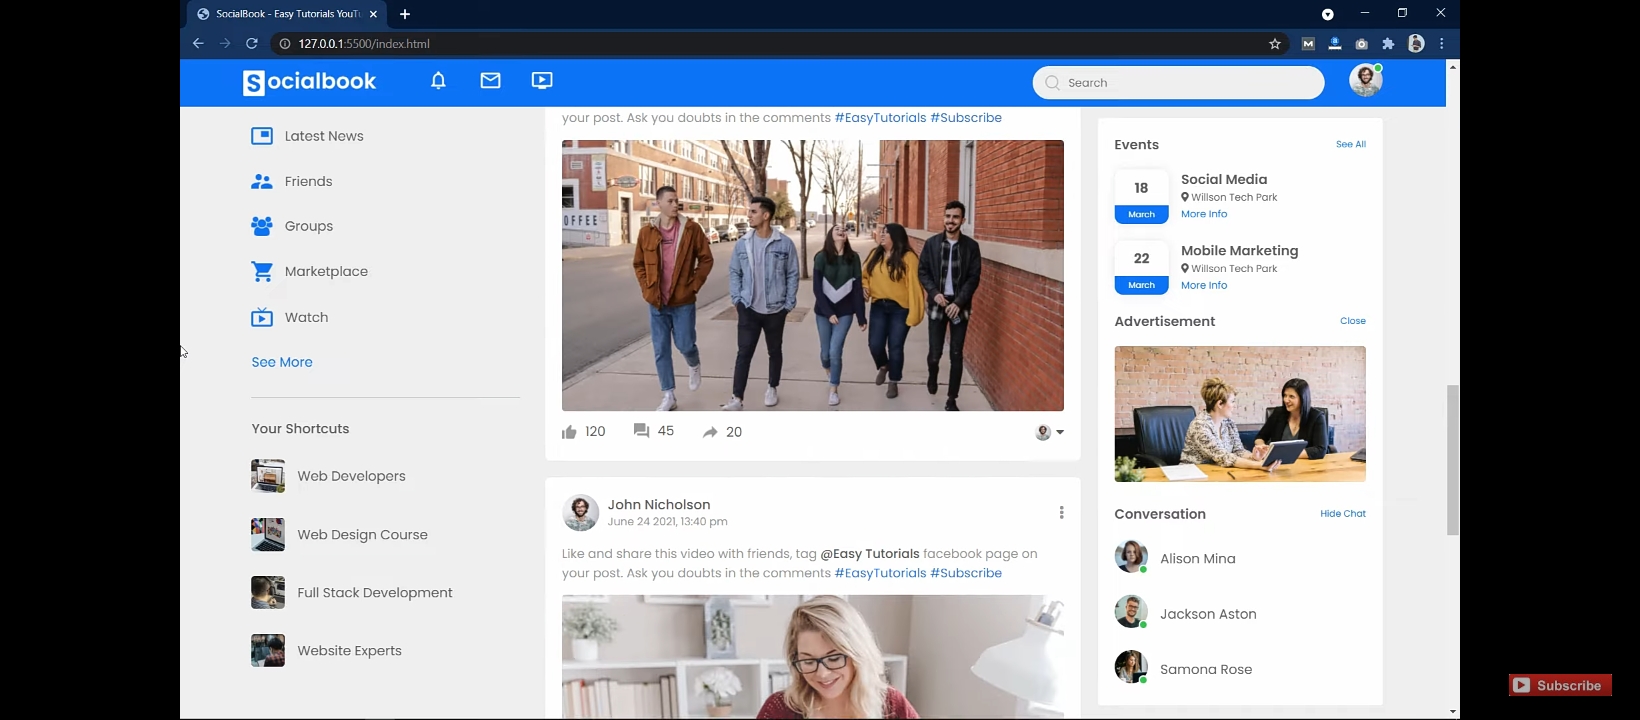 SocialBook - Easy Tutorials YouTu
127.0.0.1:5500/index.html
Socialbook
Search
Latest News
Friends
Groups
Marketplace
Watch
See More
Your Shortcuts
Web Developers
Web Design Course
Full Stack Development
Website Experts
your post. Ask you doubts in the comments #EasyTutorials #Subscribe
OFFEE
120
45
20
John Nicholson
June 24 2021, 13:40 pm
Like and share this video with friends, tag @Easy Tutorials facebook page on
your post. Ask you doubts in the comments #EasyTutorials #Subscribe
Events
See All
18
March
Social Media
Willson Tech Park
More Info
22
March
Mobile Marketing
Willson Tech Park
More Info
Advertisement
Close
Conversation
Hide Chat
Alison Mina
Jackson Aston
Samona Rose
Subscribe